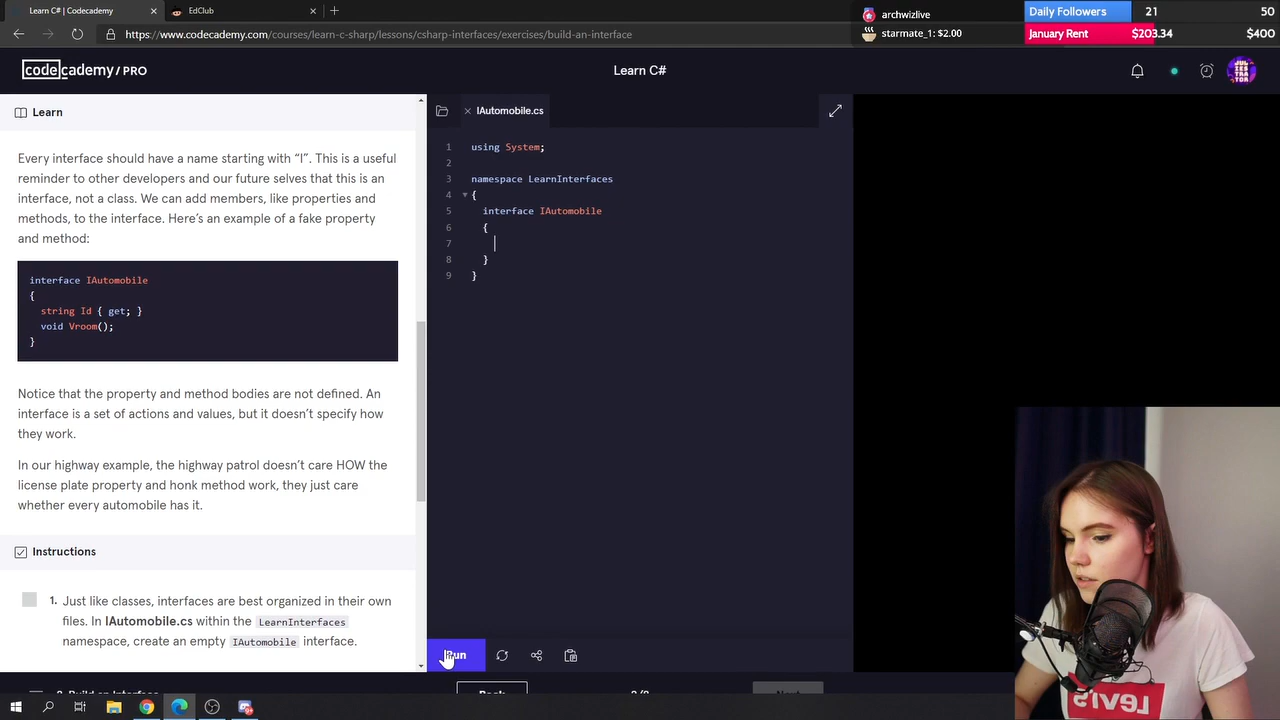 Learn C# | Codecademy
EdClub
https://www.codecademy.com/courses/learn-c-sharp/lessons/csharp-interfaces/exercises/build-an-interface
archwizlive
starmate_1: $2.00
Daily Followers 21 50
January Rent $203.34 $400
codecademy/PRO
Learn C#
Learn
Every interface should have a name starting with “I”. This is a useful
reminder to other developers and our future selves that this is an
interface, not a class. We can add members, like properties and
methods, to the interface. Here’s an example of a fake property
and method:
interface IAutomobile
{
string Id { get; }
void Vroom();
}
Notice that the property and method bodies are not defined. An
interface is a set of actions and values, but it doesn’t specify how
they work.
In our highway example, the highway patrol doesn’t care HOW the
license plate property and honk method work, they just care
whether every automobile has it.
Instructions
1. Just like classes, interfaces are best organized in their own
files. In IAutomobile.cs within the LearnInterfaces
namespace, create an empty IAutomobile interface.
IAutomobile.cs
1 using System;
2
3 namespace LearnInterfaces
4 {
5 interface IAutomobile
6 {
7
8 }
9 }
Run
Back
Next
LEVI'S